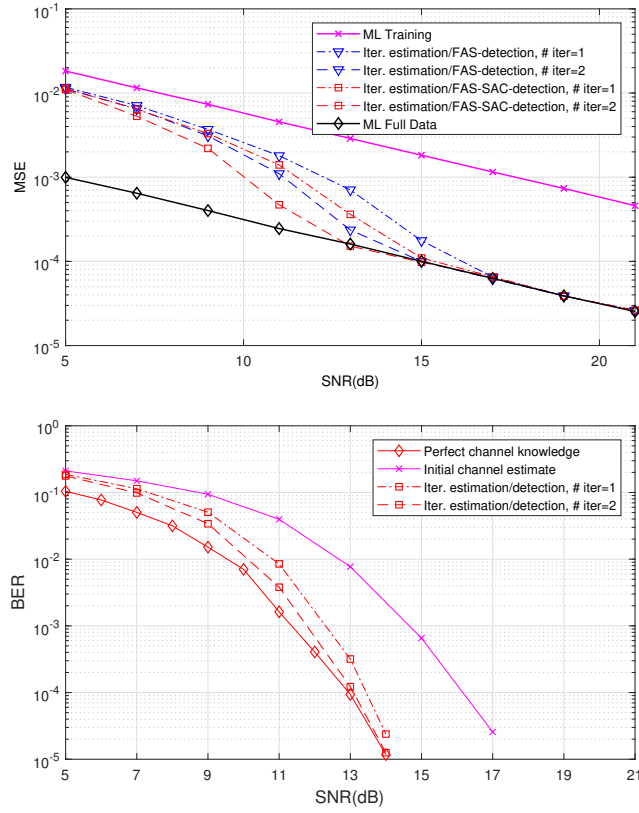 10^-1
10^-2
10^-3
10^-4
10^-5
MSE
ML Training
Iter. estimation/FAS-detection, # iter=1
Iter. estimation/FAS-detection, # iter=2
Iter. estimation/FAS-SAC-detection, # iter=1
Iter. estimation/FAS-SAC-detection, # iter=2
ML Full Data
5 10 15 20
SNR(dB)
10^0
10^-1
10^-2
10^-3
10^-4
10^-5
BER
Perfect channel knowledge
Initial channel estimate
Iter. estimation/detection, # iter=1
Iter. estimation/detection, # iter=2
5 7 9 11 13 15 17 19 21
SNR(dB)